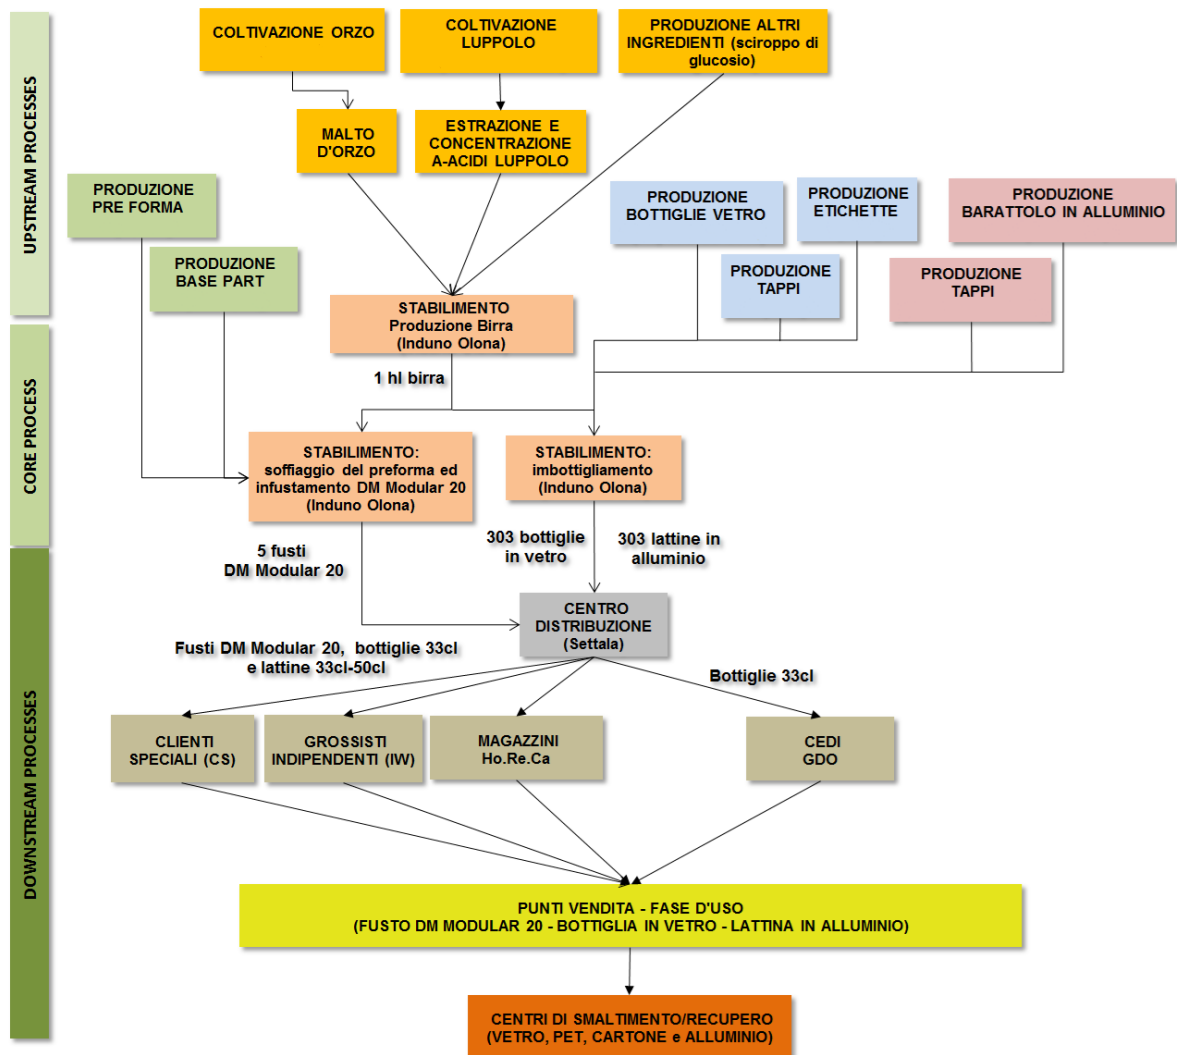 UPSTREAM PROCESSES
COLTIVAZIONE ORZO
COLTIVAZIONE
LUPPOLO
PRODUZIONE ALTRI
INGREDIENTI (sciroppo di
glucosio)
MALTO
D'ORZO
ESTRAZIONE E
CONCENTRAZIONE
A-ACIDI LUPPOLO
PRODUZIONE
PRE FORMA
PRODUZIONE
BASE PART
PRODUZIONE
BOTTIGLIE VETRO
PRODUZIONE
ETICHETTE
PRODUZIONE
BARATTOLO IN ALLUMINIO
PRODUZIONE
TAPPI
PRODUZIONE
TAPPI
STABILIMENTO
Produzione Birra
(Induno Olona)
CORE PROCESS
1 hl birra
STABILIMENTO:
soffiaggio del preforma ed
infustamento DM Modular 20
(Induno Olona)
STABILIMENTO:
imbottigliamento
(Induno Olona)
5 fusti
DM Modular 20
303 bottiglie
in vetro
303 lattine in
alluminio
DOWNSTREAM PROCESSES
CENTRO
DISTRIBUZIONE
(Settala)
Fusti DM Modular 20, bottiglie 33cl
e lattine 33cl-50cl
Bottiglie 33cl
CLIENTI
SPECIALI (CS)
GROSSISTI
INDIPENDENTI (IW)
MAGAZZINI
Ho.Re.Ca
CEDI
GDO
PUNTI VENDITA - FASE D'USO
(FUSTO DM MODULAR 20 - BOTTIGLIA IN VETRO - LATTINA IN ALLUMINIO)
CENTRI DI SMALTIMENTO/RECUPERO
(VETRO, PET, CARTONE e ALLUMINIO)